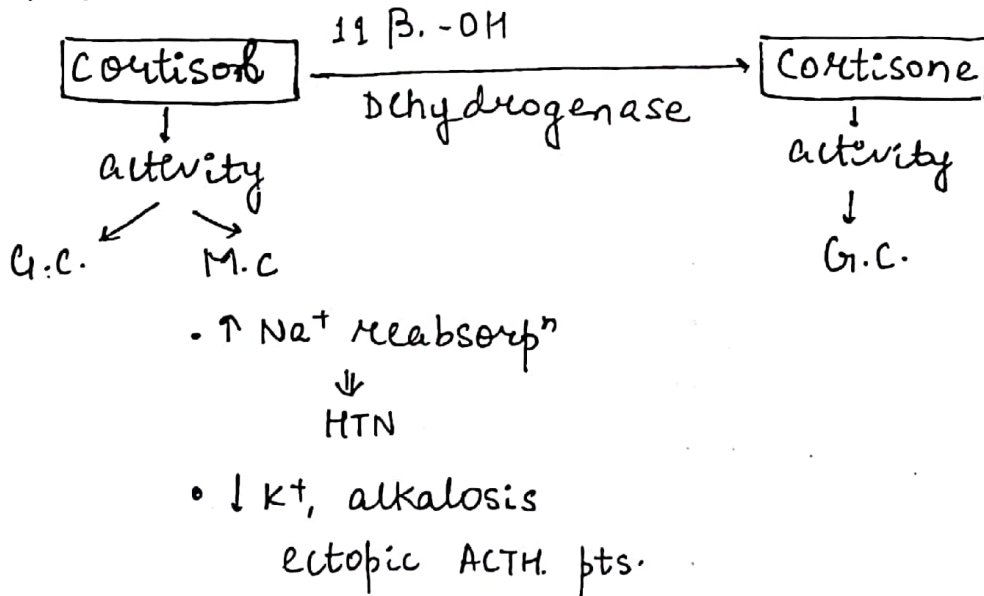 11 β.-OH
Cortisol → Cortisone
Dehydrogenase
↓ ↓
activity activity
↙ ↘ ↓
G.C. M.C G.C.
• ↑ Na⁺ reabsorpⁿ
⇓
HTN
• ↓ K⁺, alkalosis
ectopic ACTH. pts.